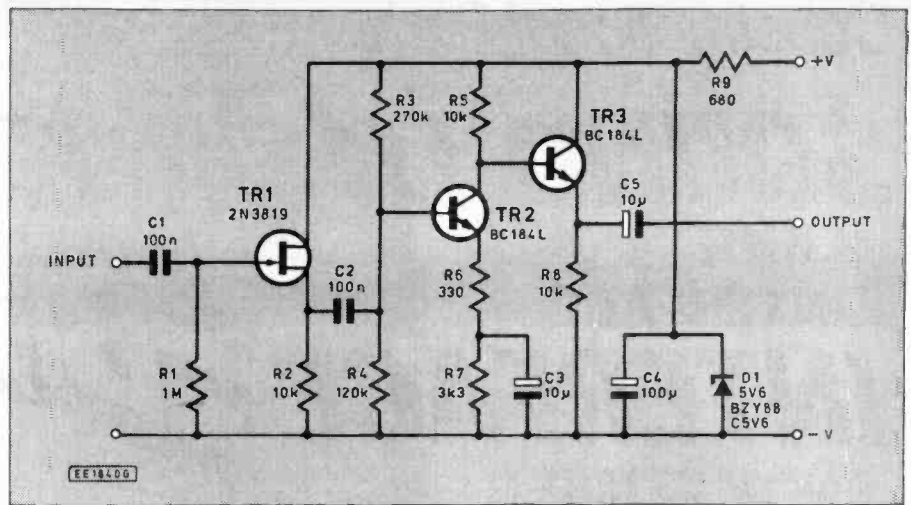 +V
R9
680
R3
270k
R5
10k
TR3
BC184L
TR1
2N3819
TR2
BC184L
C5
10µ
C1
100n
OUTPUT
INPUT
C2
100n
R6
330
R8
10k
R1
1M
R2
10k
R4
120k
R7
3k3
C3
10µ
C4
100µ
D1
5V6
BZY88
C5V6
-V
EE1840G